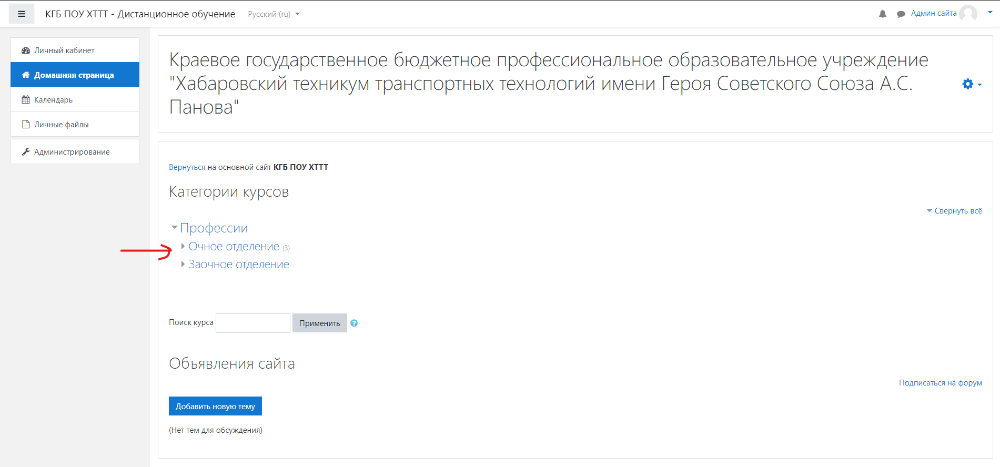 КГБ ПОУ ХТТТ - Дистанционное обучение
Русский (ru)
Админ сайта
Личный кабинет
Домашняя страница
Календарь
Личные файлы
Администрирование
Краевое государственное бюджетное профессиональное образовательное учреждение
"Хабаровский техникум транспортных технологий имени Героя Советского Союза А.С.
Панова"
Вернуться на основной сайт КГБ ПОУ ХТТТ
Категории курсов
Свернуть всё
Профессии
Очное отделение (3)
Заочное отделение
Поиск курса
Применить
?
Объявления сайта
Подписаться на форум
Добавить новую тему
(Нет тем для обсуждения)